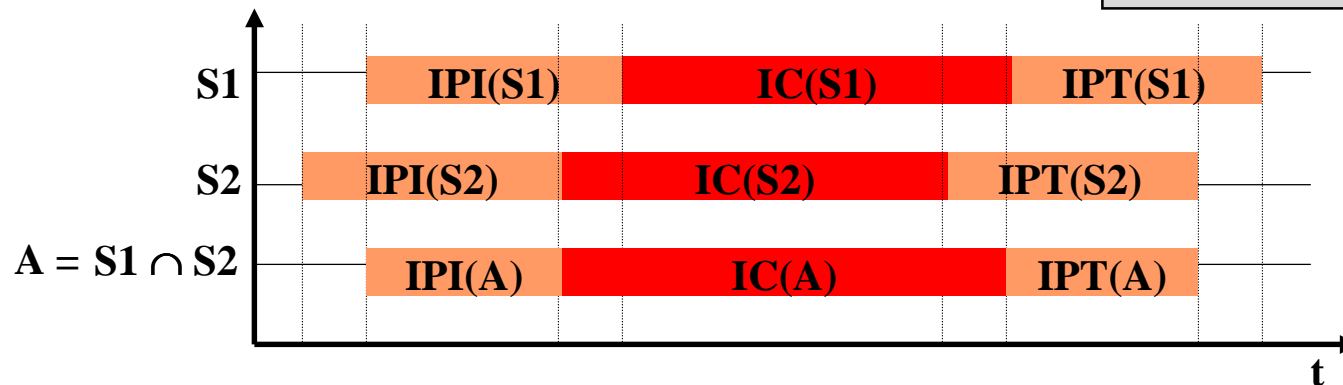 S1 IPI(S1) IC(S1) IPT(S1)
S2 IPI(S2) IC(S2) IPT(S2)
A = S1 ∩ S2 IPI(A) IC(A) IPT(A)
t